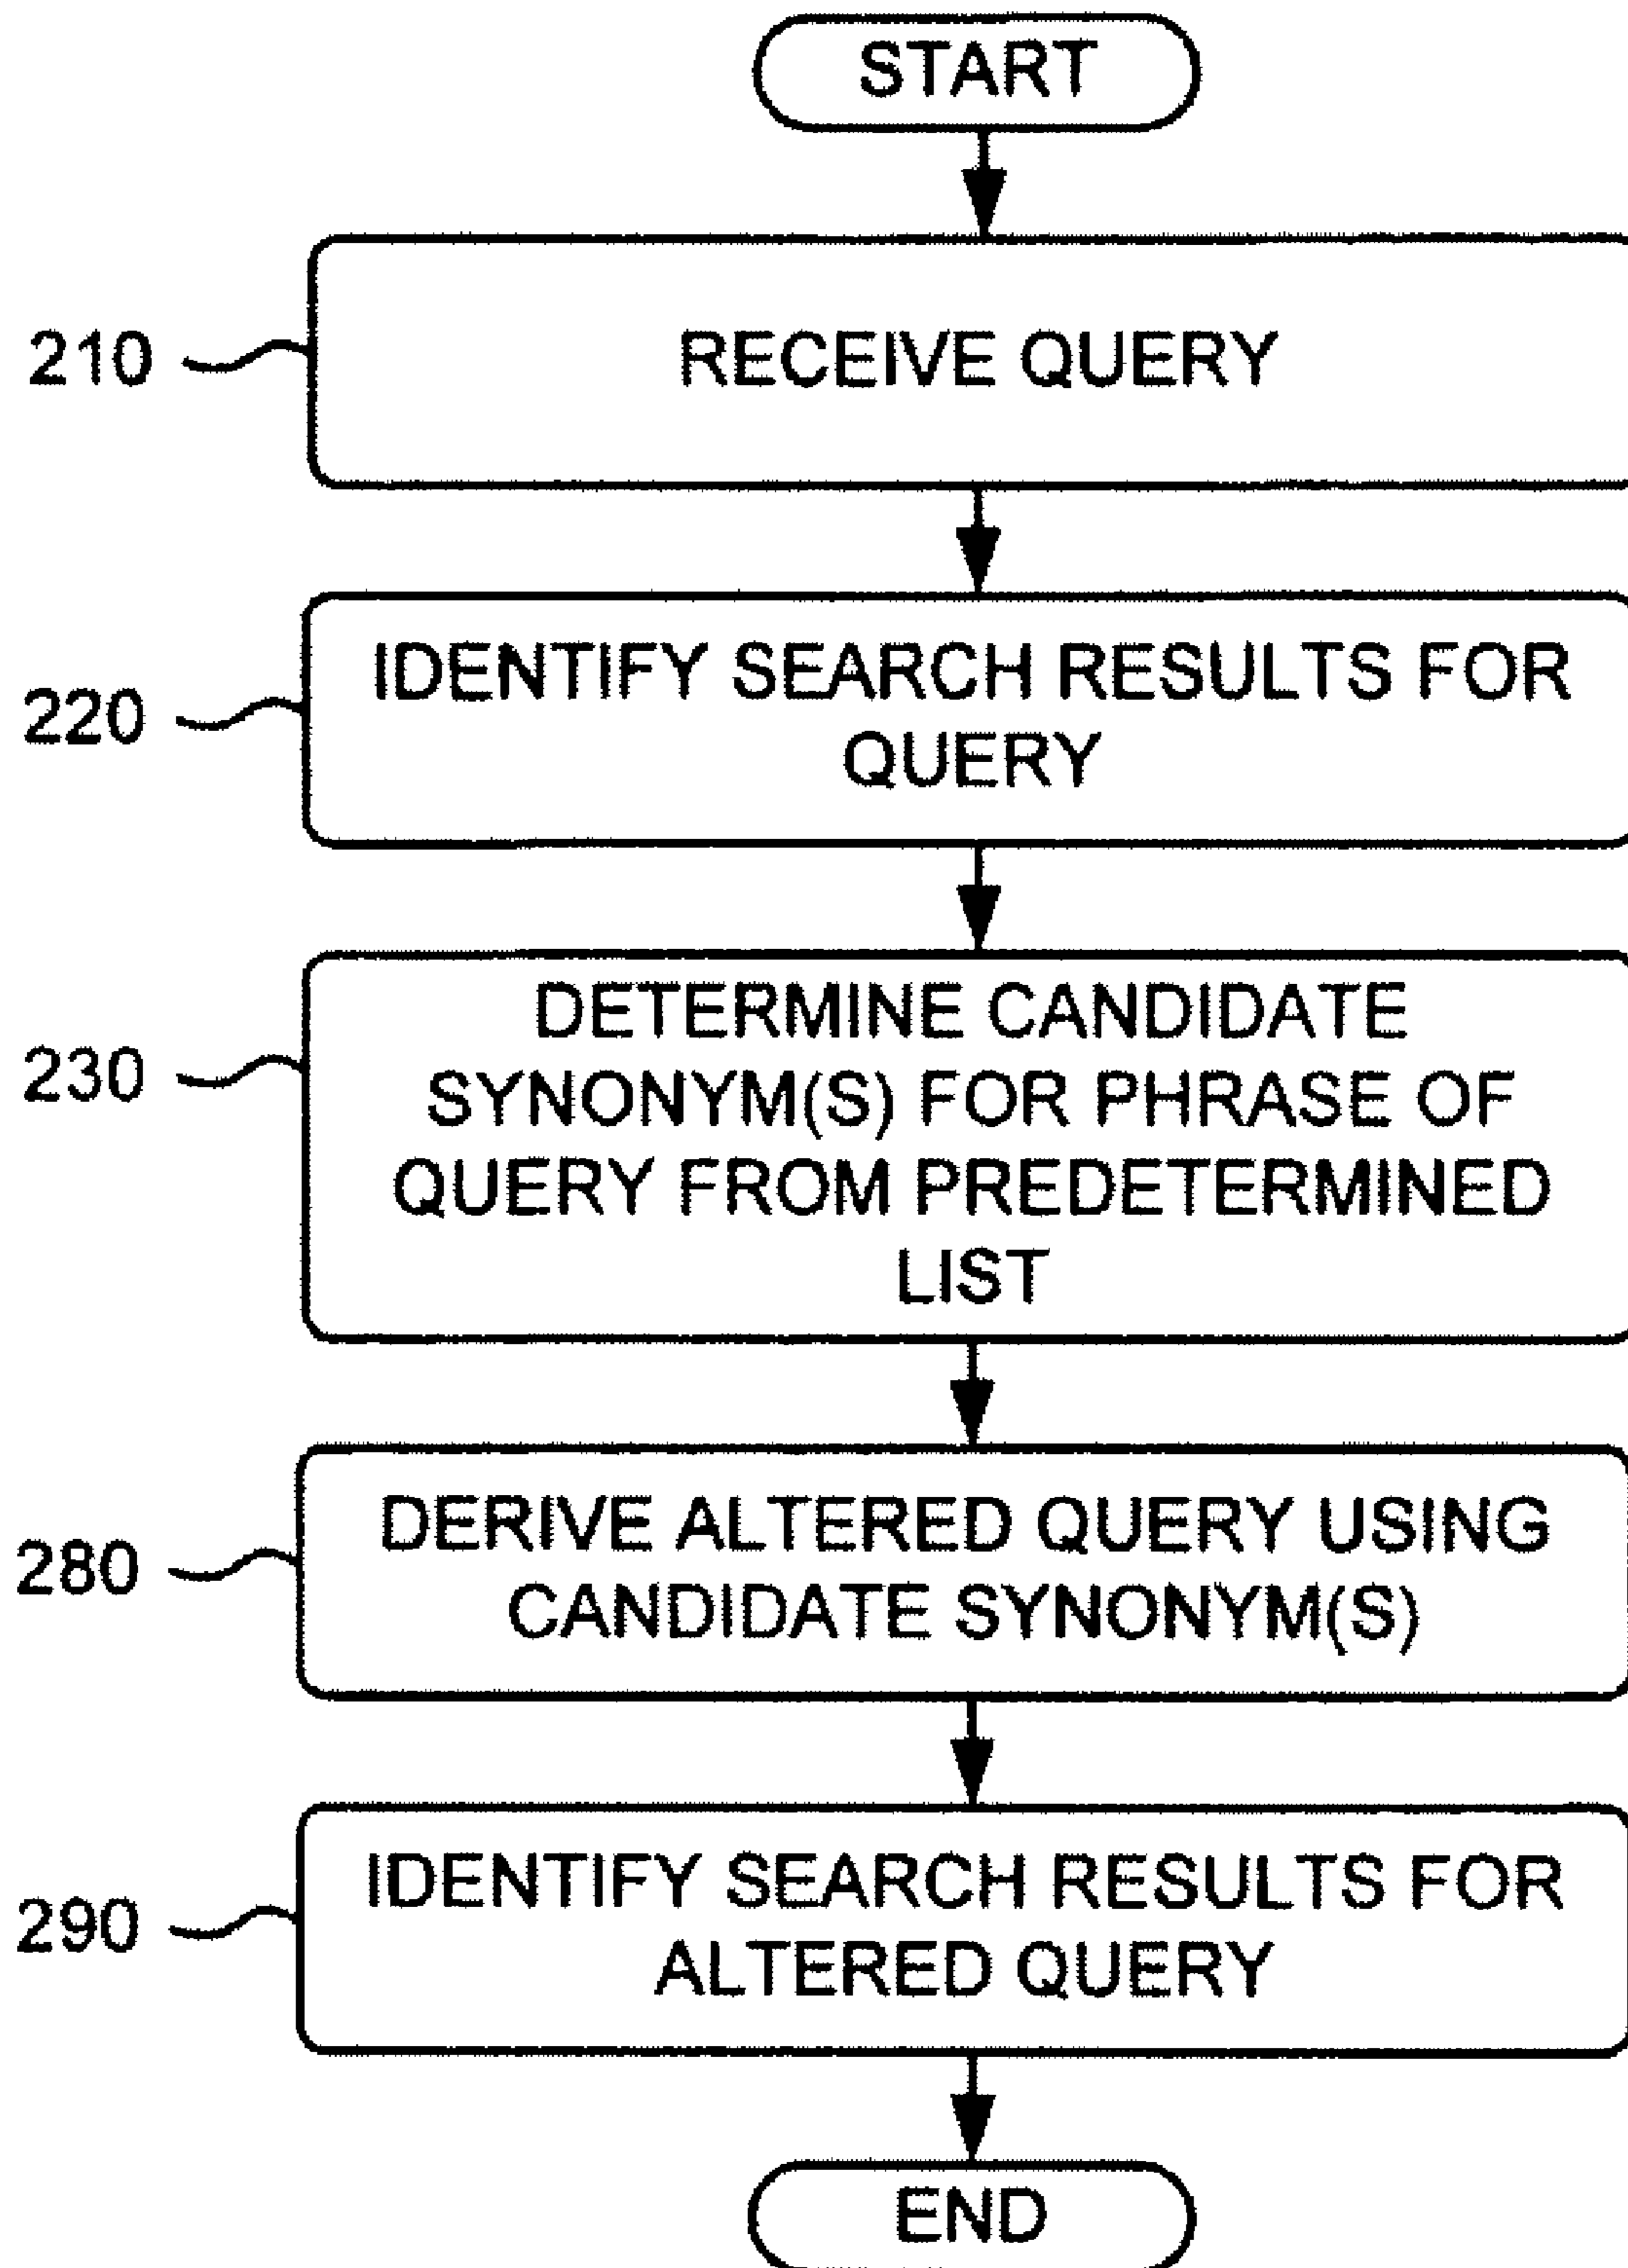 START
210
RECEIVE QUERY
220
IDENTIFY SEARCH RESULTS FOR
QUERY
230
DETERMINE CANDIDATE
SYNONYM(S) FOR PHRASE OF
QUERY FROM PREDETERMINED
LIST
280
DERIVE ALTERED QUERY USING
CANDIDATE SYNONYM(S)
290
IDENTIFY SEARCH RESULTS FOR
ALTERED QUERY
END